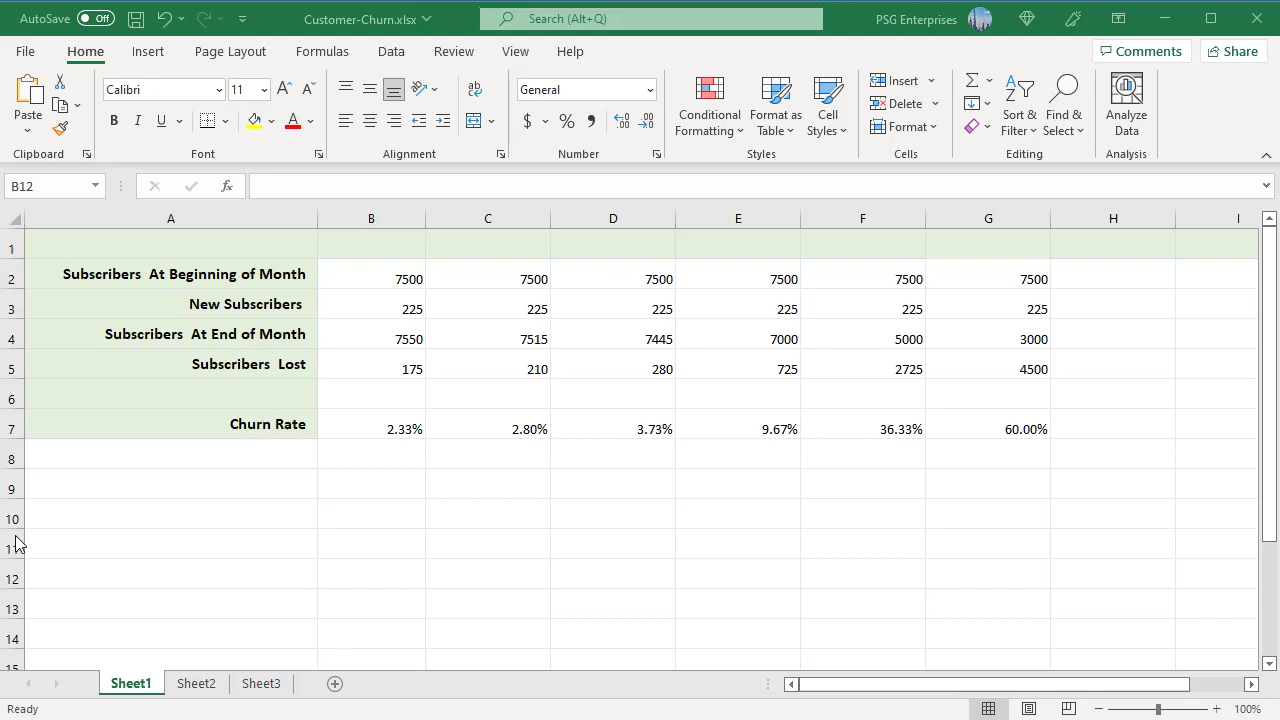 AutoSave Off Customer-Churn.xlsx Search (Alt+Q) PSG Enterprises
File Home Insert Page Layout Formulas Data Review View Help Comments Share
Paste Calibri 11 A A ab General Conditional Formatting Format as Table Cell Styles Insert Delete Format Sort & Filter Find & Select Analyze Data
B I U A $ % 9
Clipboard Font Alignment Number Styles Cells Editing Analysis
B12 fx
A B C D E F G H I
1
2 Subscribers At Beginning of Month 7500 7500 7500 7500 7500 7500
3 New Subscribers 225 225 225 225 225 225
4 Subscribers At End of Month 7550 7515 7445 7000 5000 3000
5 Subscribers Lost 175 210 280 725 2725 4500
6
7 Churn Rate 2.33% 2.80% 3.73% 9.67% 36.33% 60.00%
8
9
10
11
12
13
14
15
Sheet1 Sheet2 Sheet3
Ready 100%